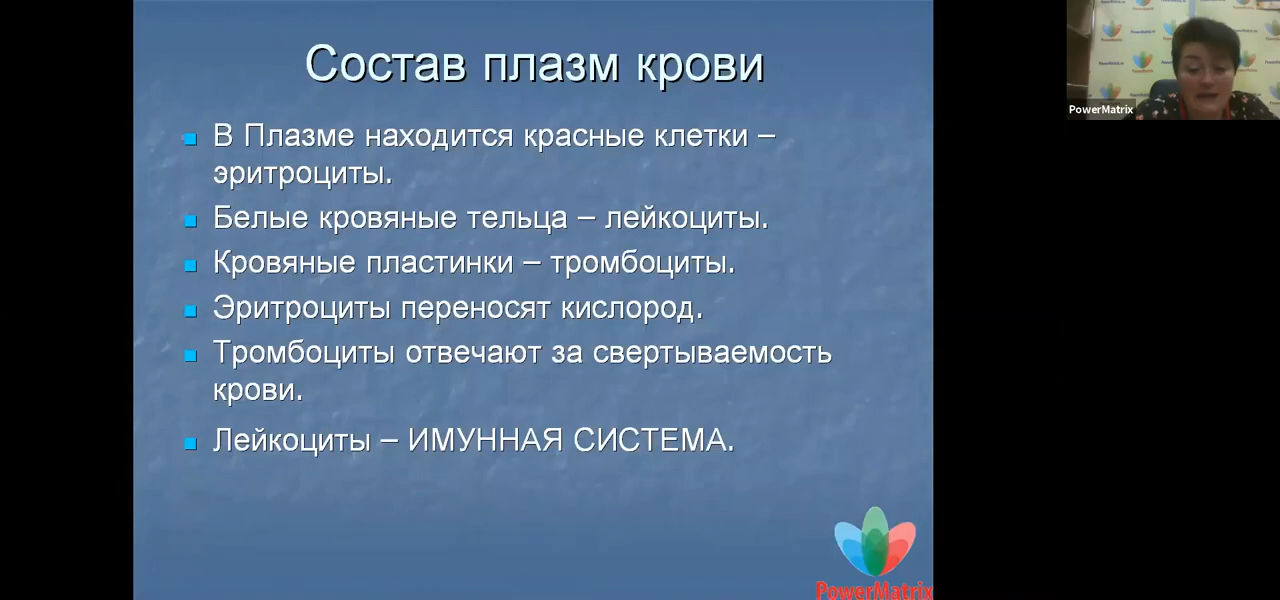 Состав плазм крови
В Плазме находится красные клетки –
эритроциты.
Белые кровяные тельца – лейкоциты.
Кровяные пластинки – тромбоциты.
Эритроциты переносят кислород.
Тромбоциты отвечают за свертываемость
крови.
Лейкоциты – ИМУННАЯ СИСТЕМА.
PowerMatrix
PowerMatrix